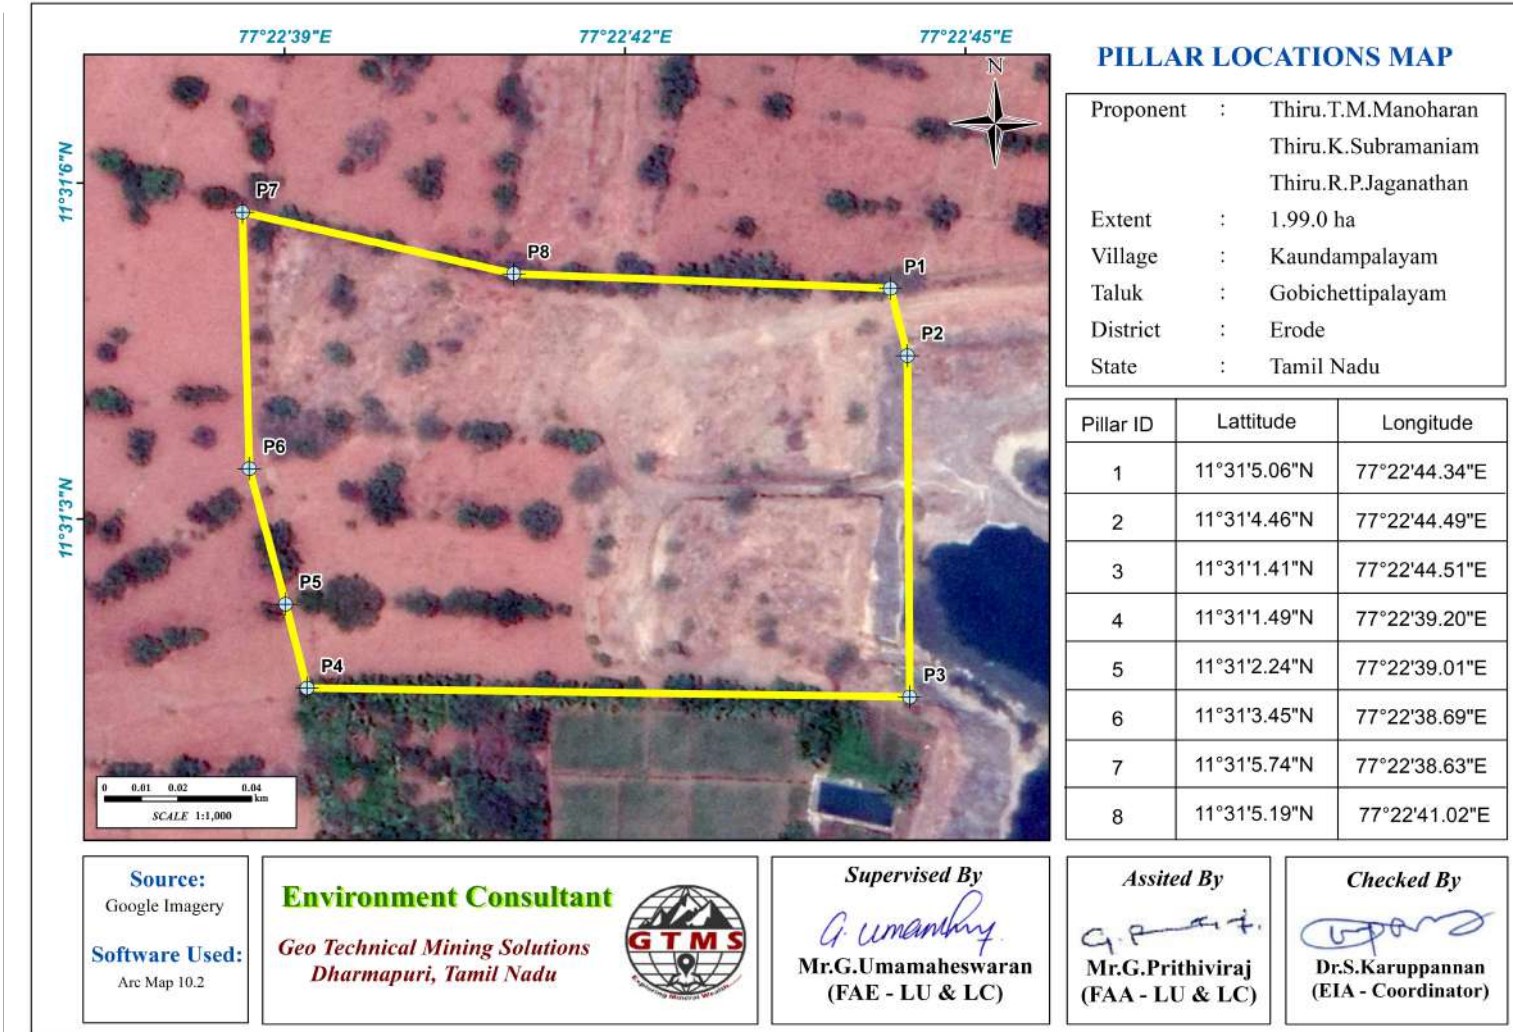 77°22'39"E 77°22'42"E 77°22'45"E
11°31'6"N
11°31'3"N
N
P7
P8
P1
P2
P6
P5
P4
P3
0 0.01 0.02 0.04
km
SCALE 1:1,000
PILLAR LOCATIONS MAP
Proponent : Thiru.T.M.Manoharan
Thiru.K.Subramaniam
Thiru.R.P.Jaganathan
Extent : 1.99.0 ha
Village : Kaundampalayam
Taluk : Gobichettipalayam
District : Erode
State : Tamil Nadu
Pillar ID Lattitude Longitude
1 11°31'5.06"N 77°22'44.34"E
2 11°31'4.46"N 77°22'44.49"E
3 11°31'1.41"N 77°22'44.51"E
4 11°31'1.49"N 77°22'39.20"E
5 11°31'2.24"N 77°22'39.01"E
6 11°31'3.45"N 77°22'38.69"E
7 11°31'5.74"N 77°22'38.63"E
8 11°31'5.19"N 77°22'41.02"E
Source:
Google Imagery
Software Used:
Arc Map 10.2
Environment Consultant
Geo Technical Mining Solutions
Dharmapuri, Tamil Nadu
GTMS
Exploring Mineral Wealth
Supervised By
Mr.G.Umamaheswaran
(FAE - LU & LC)
Assited By
Mr.G.Prithiviraj
(FAA - LU & LC)
Checked By
Dr.S.Karuppannan
(EIA - Coordinator)